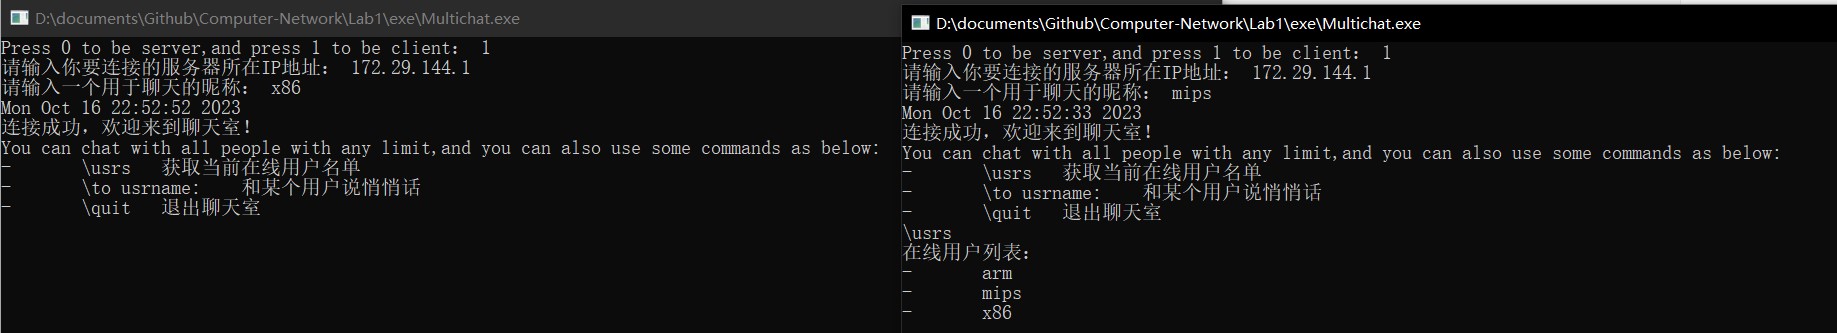 D:\documents\Github\Computer-Network\Lab1\exe\Multichat.exe
Press 0 to be server,and press 1 to be client： 1
请输入你要连接的服务器所在IP地址： 172.29.144.1
请输入一个用于聊天的昵称： x86
Mon Oct 16 22:52:52 2023
连接成功，欢迎来到聊天室！
You can chat with all people with any limit,and you can also use some commands as below:
- \usrs 获取当前在线用户名单
- \to usrname: 和某个用户说悄悄话
- \quit 退出聊天室
D:\documents\Github\Computer-Network\Lab1\exe\Multichat.exe
Press 0 to be server,and press 1 to be client： 1
请输入你要连接的服务器所在IP地址： 172.29.144.1
请输入一个用于聊天的昵称： mips
Mon Oct 16 22:52:33 2023
连接成功，欢迎来到聊天室！
You can chat with all people with any limit,and you can also use some commands as below:
- \usrs 获取当前在线用户名单
- \to usrname: 和某个用户说悄悄话
- \quit 退出聊天室
\usrs
在线用户列表：
- arm
- mips
- x86